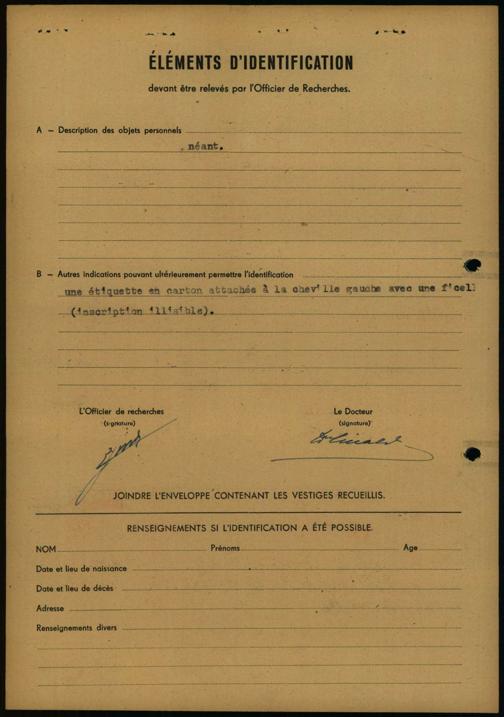 ÉLÉMENTS D'IDENTIFICATION
devant être relevés par l'Officier de Recherches.
A — Description des objets personnels
néant.
B — Autres indications pouvant ultérieurement permettre l'identification
une étiquette en carton attachée à la cheville gauche avec une ficell
(inscription illisible).
L'Officier de recherches
(signature)
Le Docteur
(signature)
JOINDRE L'ENVELOPPE CONTENANT LES VESTIGES RECUEILLIS.
RENSEIGNEMENTS SI L'IDENTIFICATION A ÉTÉ POSSIBLE.
NOM Prénoms Age
Date et lieu de naissance
Date et lieu de décès
Adresse
Renseignements divers